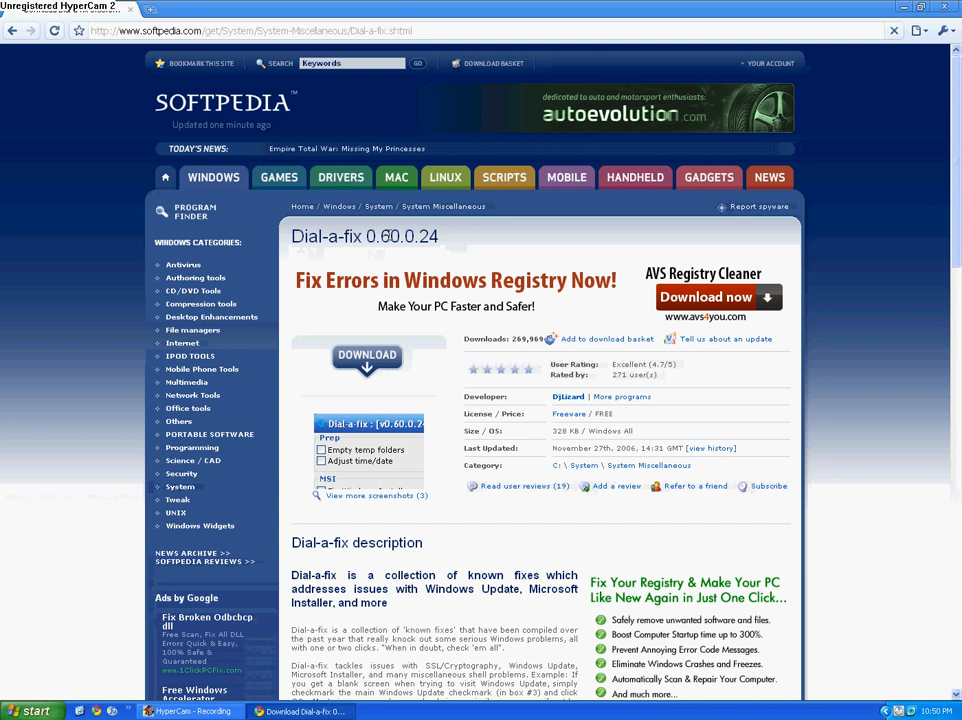 Unregistered HyperCam 2
http://www.softpedia.com/get/System/System-Miscellaneous/Dial-a-fix.shtml
BOOKMARK THIS SITE
SEARCH
Keywords
GO
DOWNLOAD BASKET
YOUR ACCOUNT
SOFTPEDIA™
Updated one minute ago
dedicated to auto and motorsport enthusiasts:
autoevolution.com
TODAY'S NEWS:
Empire Total War: Missing My Princesses
WINDOWS
GAMES
DRIVERS
MAC
LINUX
SCRIPTS
MOBILE
HANDHELD
GADGETS
NEWS
PROGRAM
FINDER
WINDOWS CATEGORIES:
Antivirus
Authoring tools
CD/DVD Tools
Compression tools
Desktop Enhancements
File managers
Internet
IPOD TOOLS
Mobile Phone Tools
Multimedia
Network Tools
Office tools
Others
PORTABLE SOFTWARE
Programming
Science / CAD
Security
System
Tweak
UNIX
Windows Widgets
NEWS ARCHIVE >>
SOFTPEDIA REVIEWS >>
Ads by Google
Fix Broken Odbcbcp
dll
Free Scan, Fix All DLL
Errors Quick & Easy,
100% Safe &
Guaranteed
www.1ClickPCFix.com
Free Windows
Accelerator
Home / Windows / System / System Miscellaneous
Report spyware
Dial-a-fix 0.60.0.24
Fix Errors in Windows Registry Now!
Make Your PC Faster and Safer!
AVS Registry Cleaner
Download now
www.avs4you.com
DOWNLOAD
Dial-a-fix : [v0.60.0.2
Prep
Empty temp folders
Adjust time/date
MSI
View more screenshots (3)
Downloads: 269,969
Add to download basket
Tell us about an update
User Rating: Excellent (4.7/5)
Rated by: 271 user(s)
Developer: DjLizard | More programs
License / Price: Freeware / FREE
Size / OS: 328 KB / Windows All
Last Updated: November 27th, 2006, 14:31 GMT [view history]
Category: C: \ System \ System Miscellaneous
Read user reviews (19)
Add a review
Refer to a friend
Subscribe
Dial-a-fix description
Dial-a-fix is a collection of known fixes which
addresses issues with Windows Update, Microsoft
Installer, and more
Dial-a-fix is a collection of 'known fixes' that have been compiled over
the past year that really knock out some serious Windows problems, all
with one or two clicks. "When in doubt, check 'em all".
Dial-a-fix tackles issues with SSL/Cryptography, Windows Update,
Microsoft Installer, and many miscellaneous shell problems. Example: If
you get a blank screen when trying to visit Windows Update, simply
checkmark the main Windows Update checkmark (in box #3) and click
Fix Your Registry & Make Your PC
Like New Again in Just One Click...
Safely remove unwanted software and files.
Boost Computer Startup time up to 300%.
Prevent Annoying Error Code Messages.
Eliminate Windows Crashes and Freezes.
Automatically Scan & Repair Your Computer.
And much more...
start
HyperCam - Recording
Download Dial-a-fix 0...
10:50 PM